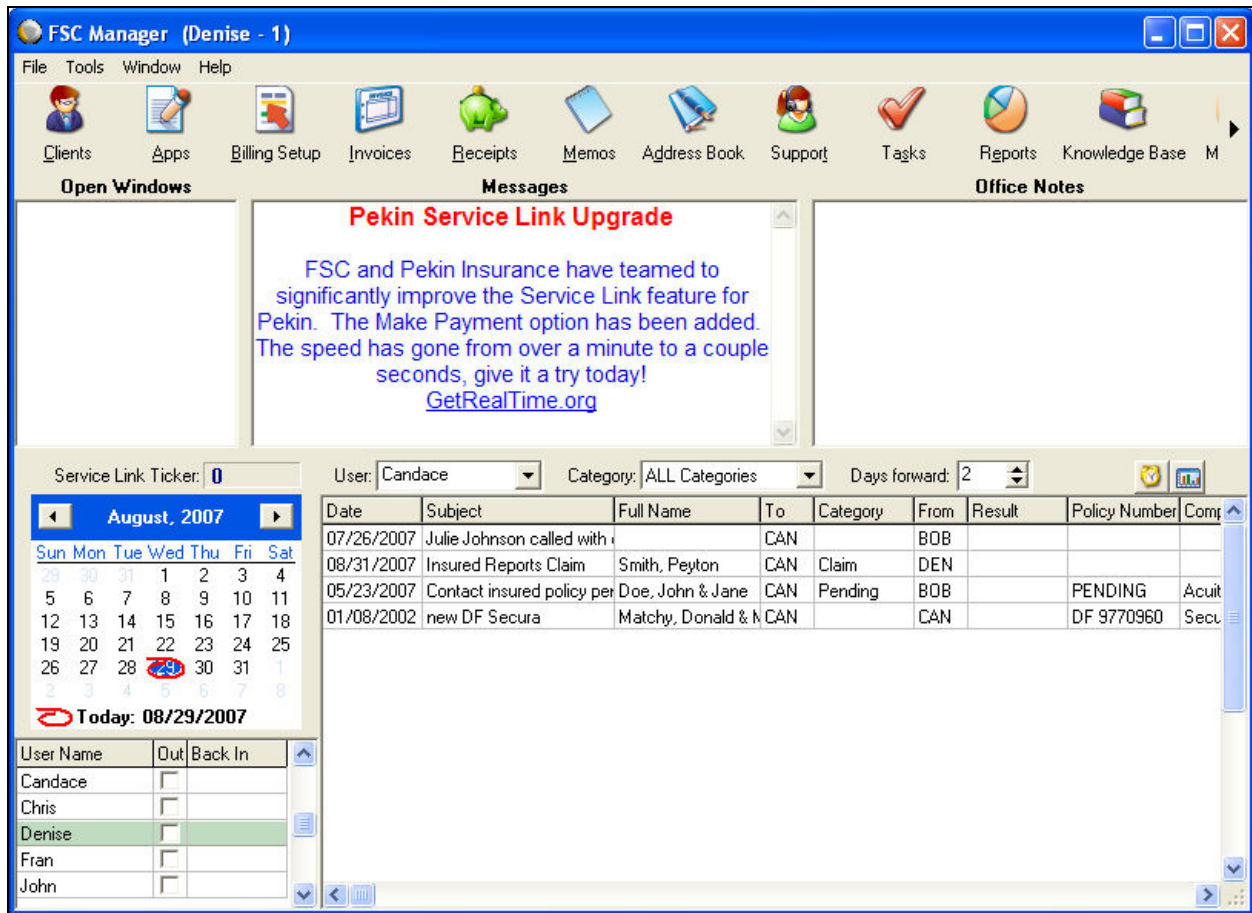 FSC Manager (Denise - 1)
File Tools Window Help
Clients Apps Billing Setup Invoices Receipts Memos Address Book Support Tasks Reports Knowledge Base M
Open Windows Messages Office Notes
Pekin Service Link Upgrade
FSC and Pekin Insurance have teamed to
significantly improve the Service Link feature for
Pekin. The Make Payment option has been added.
The speed has gone from over a minute to a couple
seconds, give it a try today!
GetRealTime.org
Service Link Ticker: 0
User: Candace Category: ALL Categories Days forward: 2
August, 2007
Sun Mon Tue Wed Thu Fri Sat
29 30 31 1 2 3 4
5 6 7 8 9 10 11
12 13 14 15 16 17 18
19 20 21 22 23 24 25
26 27 28 29 30 31 1
2 3 4 5 6 7 8
Today: 08/29/2007
User Name Out Back In
Candace
Chris
Denise
Fran
John
Date Subject Full Name To Category From Result Policy Number Comp
07/26/2007 Julie Johnson called with CAN BOB
08/31/2007 Insured Reports Claim Smith, Peyton CAN Claim DEN
05/23/2007 Contact insured policy per Doe, John & Jane CAN Pending BOB PENDING Acuit
01/08/2002 new DF Secura Matchy, Donald & CAN CAN DF 9770960 Secu